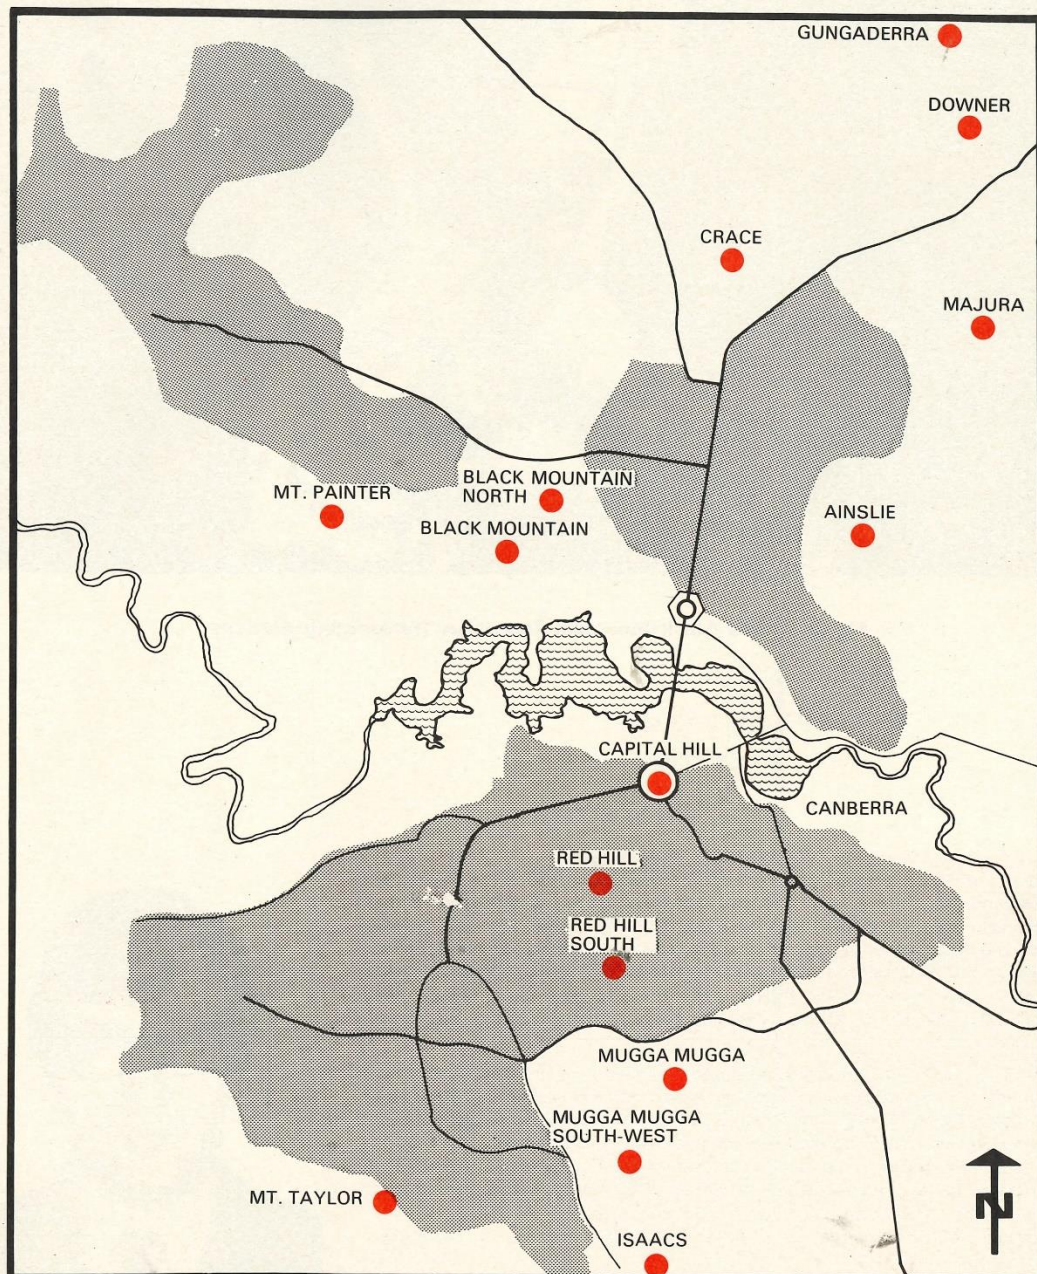 GUNGADERRA
DOWNER
CRACE
MAJURA
BLACK MOUNTAIN
NORTH
MT. PAINTER
AINSLIE
BLACK MOUNTAIN
CAPITAL HILL
CANBERRA
RED HILL
RED HILL
SOUTH
MUGGA MUGGA
MUGGA MUGGA
SOUTH-WEST
MT. TAYLOR
N
ISAACS